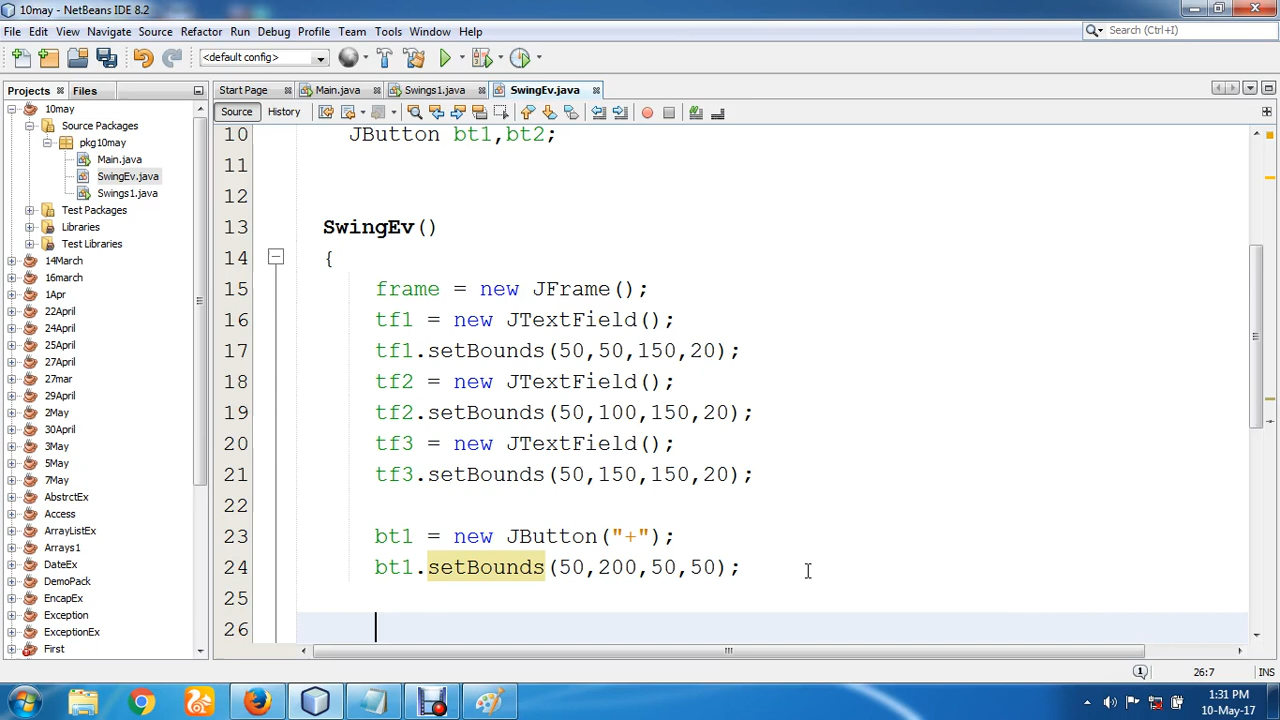 10may - NetBeans IDE 8.2
File Edit View Navigate Source Refactor Run Debug Profile Team Tools Window Help
Search (Ctrl+I)
<default config>
Projects Files
Start Page Main.java Swings1.java SwingEv.java
Source History
10may
Source Packages
pkg10may
Main.java
SwingEv.java
Swings1.java
Test Packages
Libraries
Test Libraries
14March
16march
1Apr
22April
24April
25April
27April
27mar
29April
2May
30April
3May
5May
7May
AbstrctEx
Access
ArrayListEx
Arrays1
DateEx
DemoPack
EncapEx
Exception
ExceptionEx
First
10 JButton bt1,bt2;
11
12
13 SwingEv()
14 {
15 frame = new JFrame();
16 tf1 = new JTextField();
17 tf1.setBounds(50,50,150,20);
18 tf2 = new JTextField();
19 tf2.setBounds(50,100,150,20);
20 tf3 = new JTextField();
21 tf3.setBounds(50,150,150,20);
22
23 bt1 = new JButton("+");
24 bt1.setBounds(50,200,50,50);
25
26
1 26:7 INS
1:31 PM
10-May-17